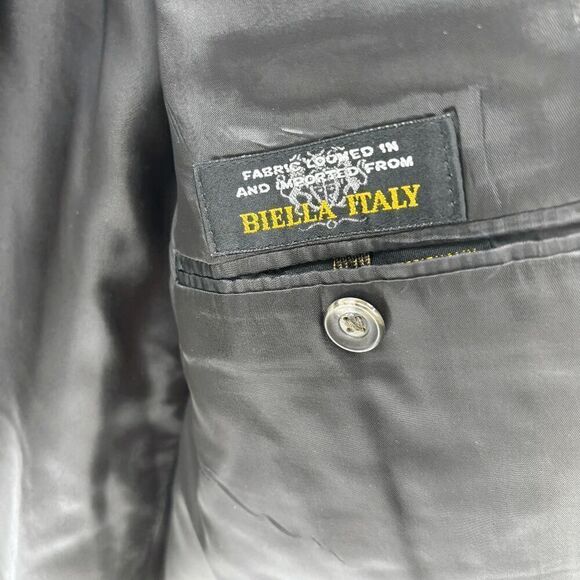 FABRIC LOOMED IN
AND IMPORTED FROM
BIELLA ITALY